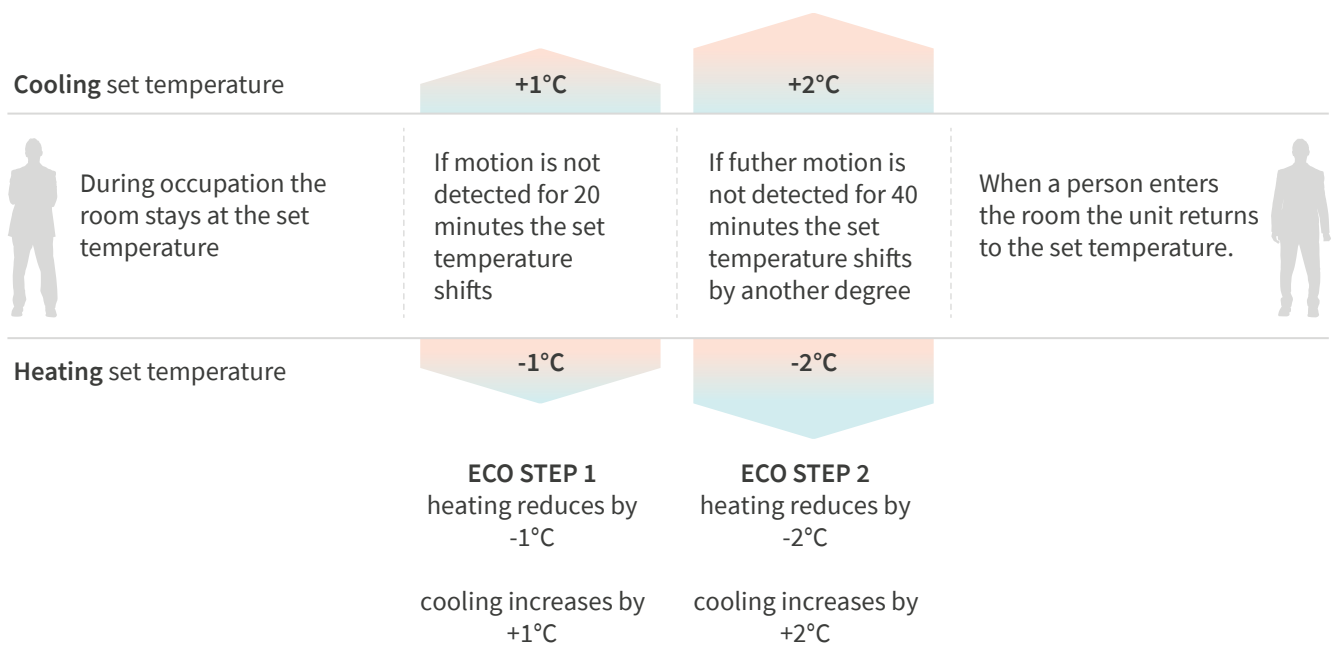 Cooling set temperature
+1°C
+2°C
During occupation the
room stays at the set
temperature
If motion is not
detected for 20
minutes the set
temperature
shifts
If futher motion is
not detected for 40
minutes the set
temperature shifts
by another degree
When a person enters
the room the unit returns
to the set temperature.
Heating set temperature
-1°C
-2°C
ECO STEP 1
heating reduces by
-1°C
cooling increases by
+1°C
ECO STEP 2
heating reduces by
-2°C
cooling increases by
+2°C